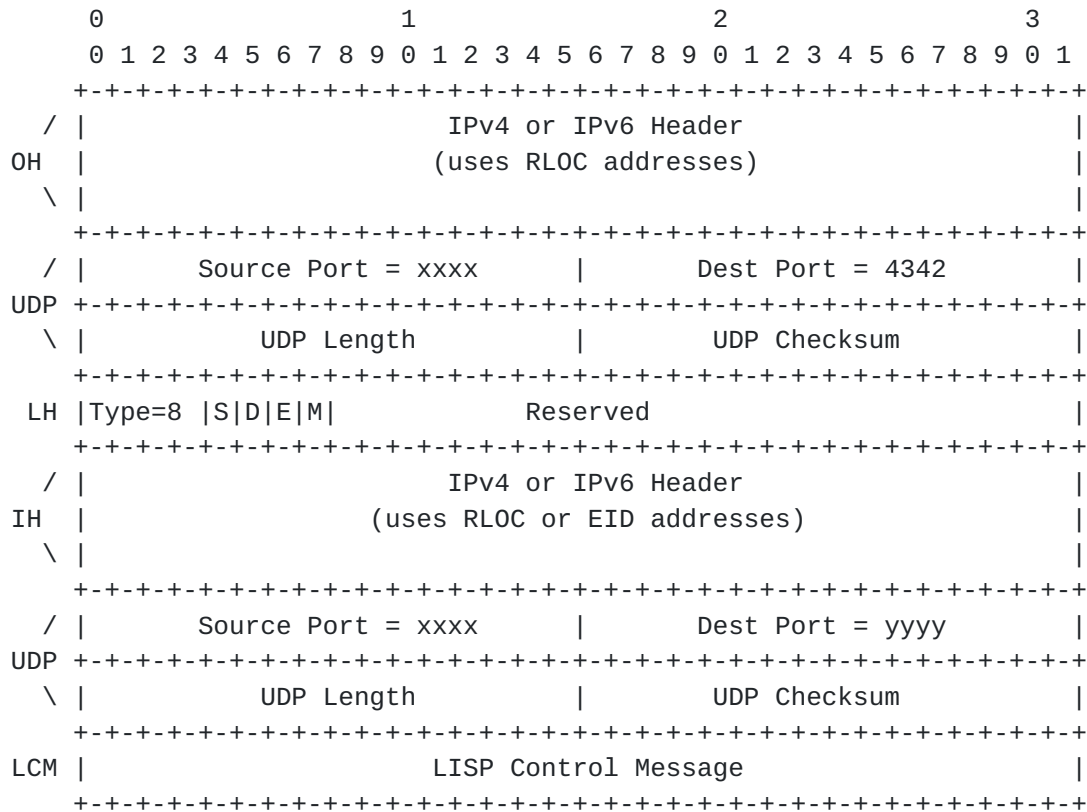 0                   1                   2                   3
     0 1 2 3 4 5 6 7 8 9 0 1 2 3 4 5 6 7 8 9 0 1 2 3 4 5 6 7 8 9 0 1
    +-+-+-+-+-+-+-+-+-+-+-+-+-+-+-+-+-+-+-+-+-+-+-+-+-+-+-+-+-+-+-+-+
  / |                       IPv4 or IPv6 Header                     |
OH  |                      (uses RLOC addresses)                    |
  \ |                                                               |
    +-+-+-+-+-+-+-+-+-+-+-+-+-+-+-+-+-+-+-+-+-+-+-+-+-+-+-+-+-+-+-+-+
  / |       Source Port = xxxx      |       Dest Port = 4342        |
UDP +-+-+-+-+-+-+-+-+-+-+-+-+-+-+-+-+-+-+-+-+-+-+-+-+-+-+-+-+-+-+-+-+
  \ |           UDP Length          |        UDP Checksum           |
    +-+-+-+-+-+-+-+-+-+-+-+-+-+-+-+-+-+-+-+-+-+-+-+-+-+-+-+-+-+-+-+-+
 LH |Type=8 |S|D|E|M|            Reserved                           |
    +-+-+-+-+-+-+-+-+-+-+-+-+-+-+-+-+-+-+-+-+-+-+-+-+-+-+-+-+-+-+-+-+
  / |                       IPv4 or IPv6 Header                     |
IH  |                  (uses RLOC or EID addresses)                 |
  \ |                                                               |
    +-+-+-+-+-+-+-+-+-+-+-+-+-+-+-+-+-+-+-+-+-+-+-+-+-+-+-+-+-+-+-+-+
  / |       Source Port = xxxx      |       Dest Port = yyyy        |
UDP +-+-+-+-+-+-+-+-+-+-+-+-+-+-+-+-+-+-+-+-+-+-+-+-+-+-+-+-+-+-+-+-+
  \ |           UDP Length          |        UDP Checksum           |
    +-+-+-+-+-+-+-+-+-+-+-+-+-+-+-+-+-+-+-+-+-+-+-+-+-+-+-+-+-+-+-+-+
LCM |                      LISP Control Message                     |
    +-+-+-+-+-+-+-+-+-+-+-+-+-+-+-+-+-+-+-+-+-+-+-+-+-+-+-+-+-+-+-+-+